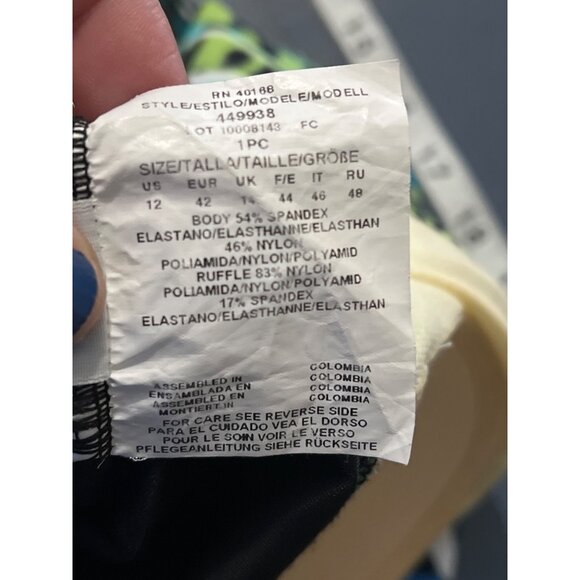 RN 40168
STYLE/ESTILO/MODELE/MODELL
449938
LOT 10008143 FC
1PC
SIZE/TALLA/TAILLE/GRÖßE
US EUR UK F/E IT RU
12 42 14 44 46 48
BODY 54% SPANDEX
ELASTANO/ELASTHANNE/ELASTHAN
46% NYLON
POLIAMIDA/NYLON/POLYAMID
RUFFLE 83% NYLON
POLIAMIDA/NYLON/POLYAMID
17% SPANDEX
ELASTANO/ELASTHANNE/ELASTHAN
ASSEMBLED IN COLOMBIA
ENSAMBLADA EN COLOMBIA
ASSEMBLED EN COLOMBIA
MONTIERT IN COLOMBIA
FOR CARE SEE REVERSE SIDE
PARA EL CUIDADO VEA EL DORSO
POUR LE SOIN VOIR LE VERSO
PFLEGEANLEITUNG SIEHE RÜCKSEITE
17